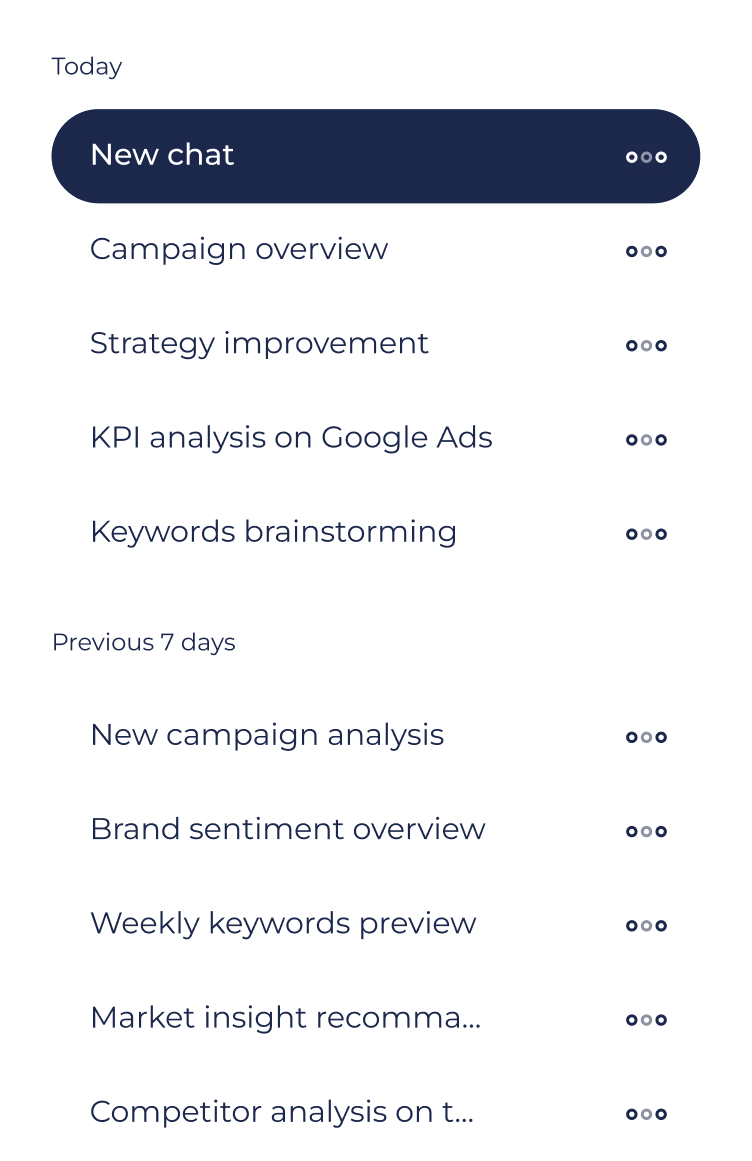 Today
New chat
Campaign overview
Strategy improvement
KPI analysis on Google Ads
Keywords brainstorming
Previous 7 days
New campaign analysis
Brand sentiment overview
Weekly keywords preview
Market insight recomma...
Competitor analysis on t...